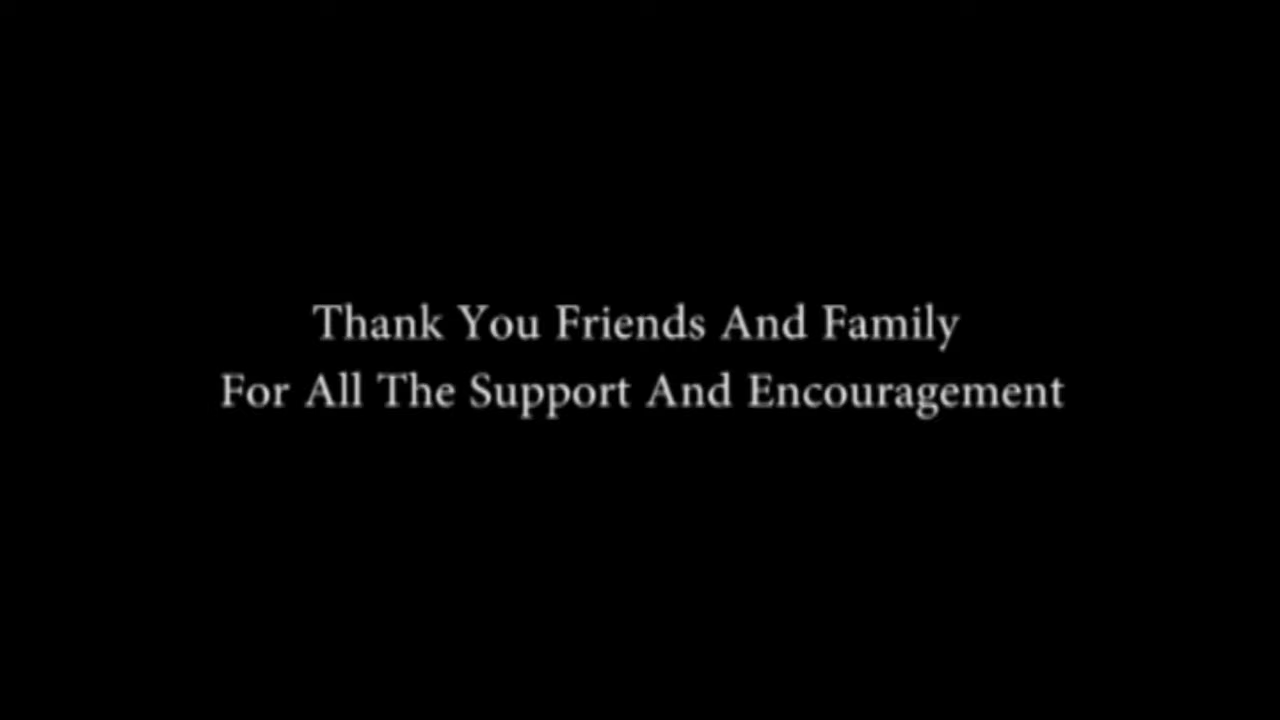 Thank You Friends And Family
For All The Support And Encouragement